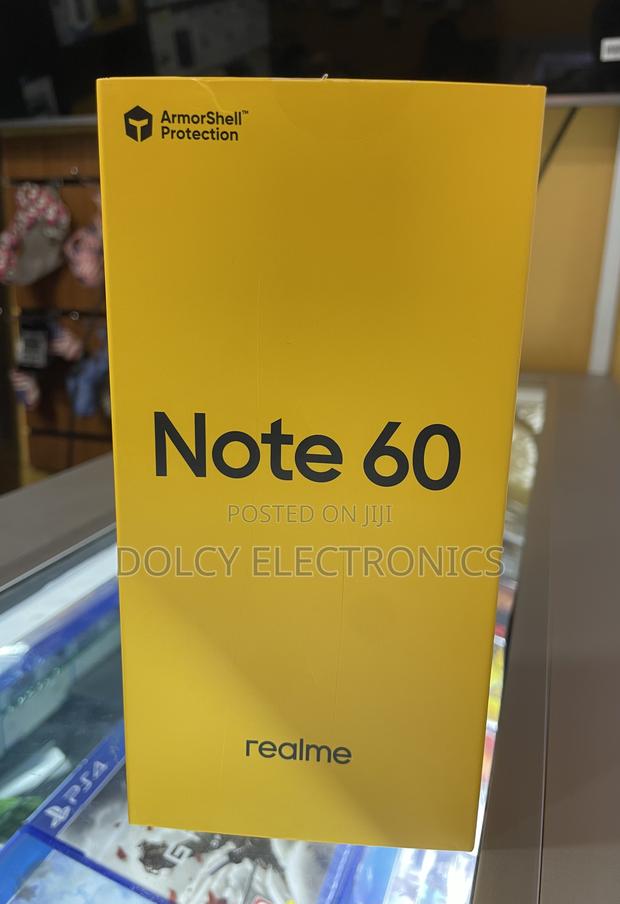 ArmorShell™
Protection
Note 60
POSTED ON JIJI
DOLCY ELECTRONICS
realme
PS4